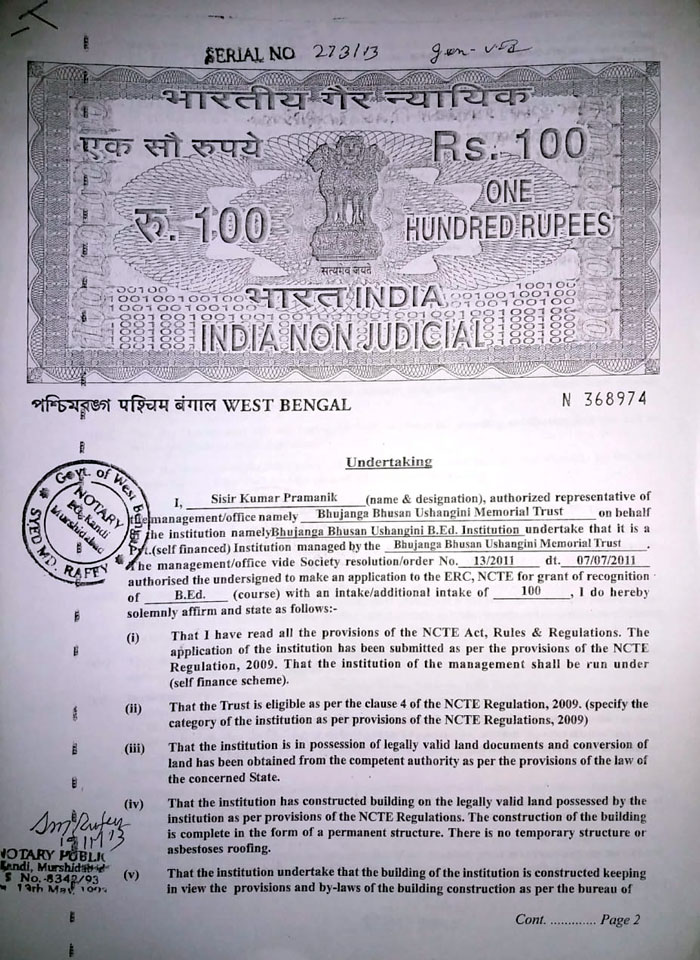 SERIAL NO 273/13
भारतीय गैर न्यायिक
एक सौ रुपये Rs. 100
रु. 100 ONE
HUNDRED RUPEES
सत्यमेव जयते
भारत INDIA
INDIA NON JUDICIAL
পশ্চিমবঙ্গ पश्चिम बंगाल WEST BENGAL
N 368974
Undertaking
Govt. of West
NOTARY
Kandi
Murshidabad
SYED MD. RAFEY
I, Sisir Kumar Pramanik (name & designation), authorized representative of
the management/office namely Bhujanga Bhusan Ushangini Memorial Trust on behalf
the institution namely Bhujanga Bhusan Ushangini B.Ed. Institution undertake that it is a
(self financed) Institution managed by the Bhujanga Bhusan Ushangini Memorial Trust .
The management/office vide Society resolution/order No. 13/2011 dt. 07/07/2011
authorised the undersigned to make an application to the ERC, NCTE for grant of recognition
of B.Ed. (course) with an intake/additional intake of 100 , I do hereby
solemnly affirm and state as follows:-
(i) That I have read all the provisions of the NCTE Act, Rules & Regulations. The
application of the institution has been submitted as per the provisions of the NCTE
Regulation, 2009. That the institution of the management shall be run under
(self finance scheme).
(ii) That the Trust is eligible as per the clause 4 of the NCTE Regulation, 2009. (specify the
category of the institution as per provisions of the NCTE Regulations, 2009)
(iii) That the institution is in possession of legally valid land documents and conversion of
land has been obtained from the competent authority as per the provisions of the law of
the concerned State.
(iv) That the institution has constructed building on the legally valid land possessed by the
institution as per provisions of the NCTE Regulations. The construction of the building
is complete in the form of a permanent structure. There is no temporary structure or
asbestoses roofing.
NOTARY PUBLIC
Kandi, Murshidabad
No.-8342/93
(v) That the institution undertake that the building of the institution is constructed keeping
in view the provisions and by-laws of the building construction as per the bureau of
Cont. ............. Page 2